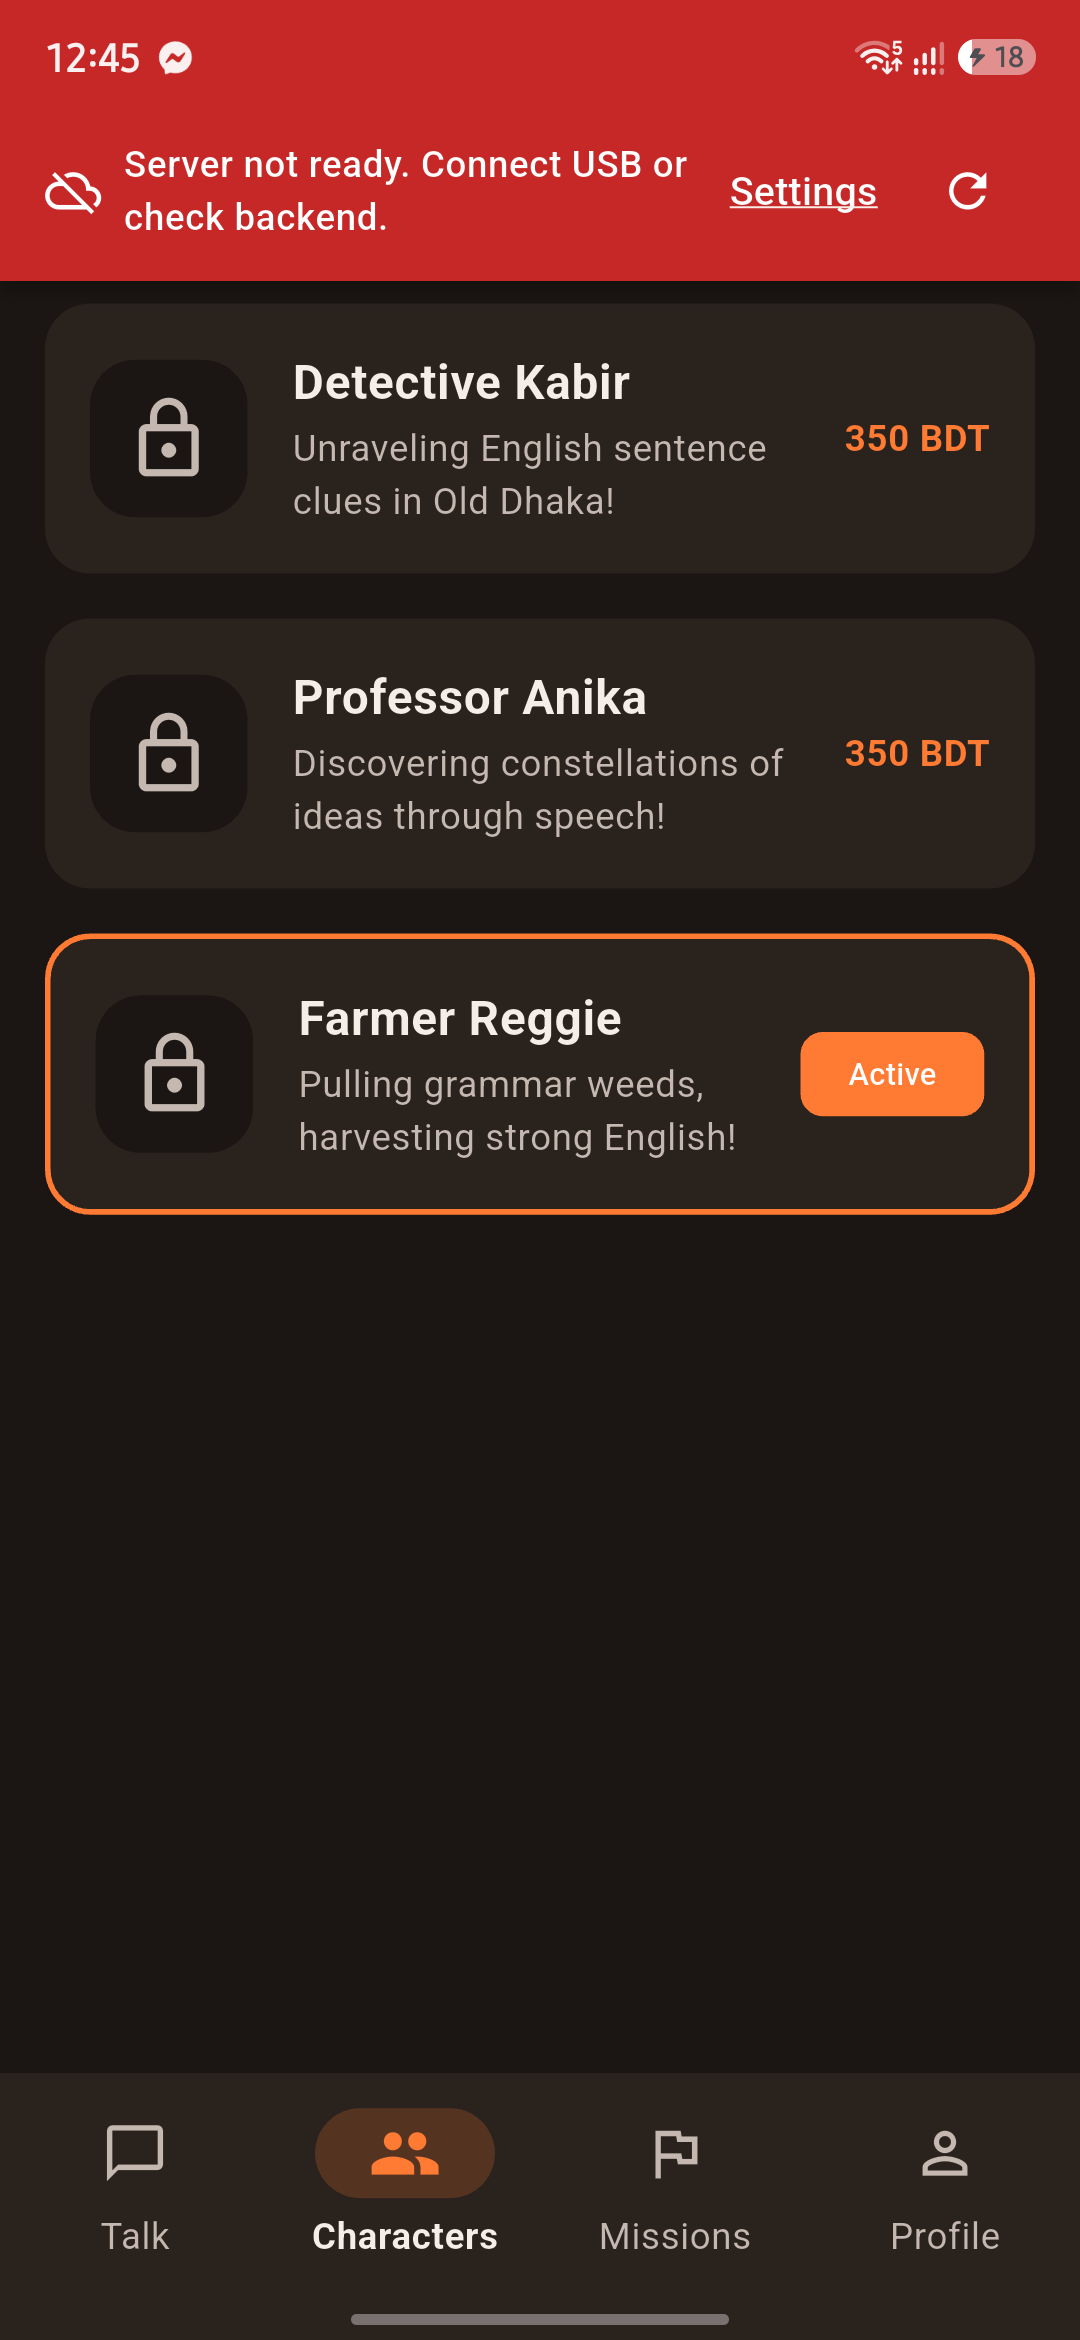 12:45
5
18
Server not ready. Connect USB or
check backend.
Settings
Detective Kabir
Unraveling English sentence
clues in Old Dhaka!
350 BDT
Professor Anika
Discovering constellations of
ideas through speech!
350 BDT
Farmer Reggie
Pulling grammar weeds,
harvesting strong English!
Active
Talk
Characters
Missions
Profile